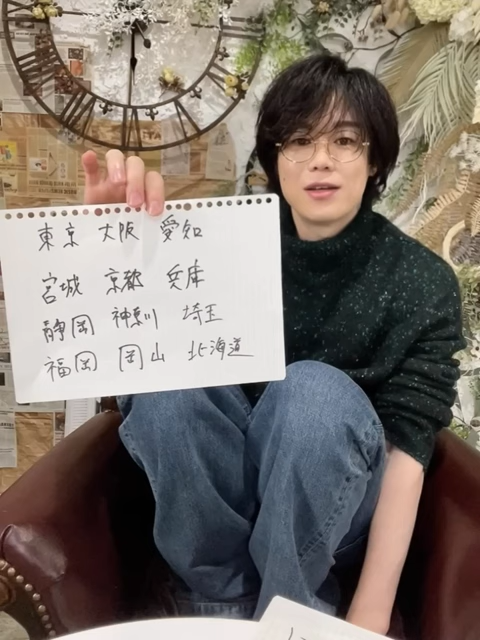 東京 大阪 愛知
宮城 京都 兵庫
静岡 神奈川 埼玉
福岡 岡山 北海道